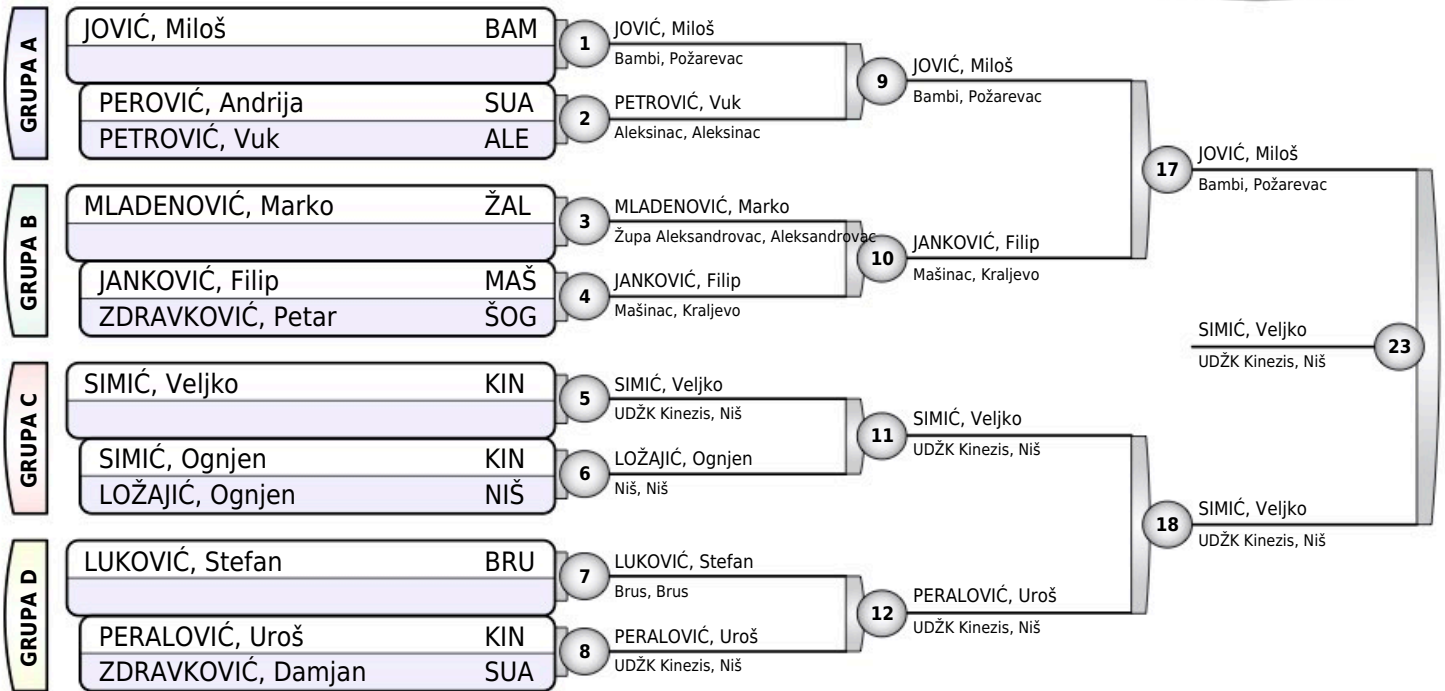 GRUPA A
JOVIĆ, Miloš BAM
PEROVIĆ, Andrija SUA
PETROVIĆ, Vuk ALE
GRUPA B
MLADENOVIĆ, Marko ŽAL
JANKOVIĆ, Filip MAŠ
ZDRAVKOVIĆ, Petar ŠOG
GRUPA C
SIMIĆ, Veljko KIN
SIMIĆ, Ognjen KIN
LOŽAJIĆ, Ognjen NIŠ
GRUPA D
LUKOVIĆ, Stefan BRU
PERALOVIĆ, Uroš KIN
ZDRAVKOVIĆ, Damjan SUA
1
JOVIĆ, Miloš
Bambi, Požarevac
2
PETROVIĆ, Vuk
Aleksinac, Aleksinac
3
MLADENOVIĆ, Marko
Župa Aleksandrovac, Aleksandrovac
4
JANKOVIĆ, Filip
Mašinac, Kraljevo
5
SIMIĆ, Veljko
UDŽK Kinezis, Niš
6
LOŽAJIĆ, Ognjen
Niš, Niš
7
LUKOVIĆ, Stefan
Brus, Brus
8
PERALOVIĆ, Uroš
UDŽK Kinezis, Niš
9
JOVIĆ, Miloš
Bambi, Požarevac
10
JANKOVIĆ, Filip
Mašinac, Kraljevo
11
SIMIĆ, Veljko
UDŽK Kinezis, Niš
12
PERALOVIĆ, Uroš
UDŽK Kinezis, Niš
17
JOVIĆ, Miloš
Bambi, Požarevac
18
SIMIĆ, Veljko
UDŽK Kinezis, Niš
SIMIĆ, Veljko
UDŽK Kinezis, Niš
23